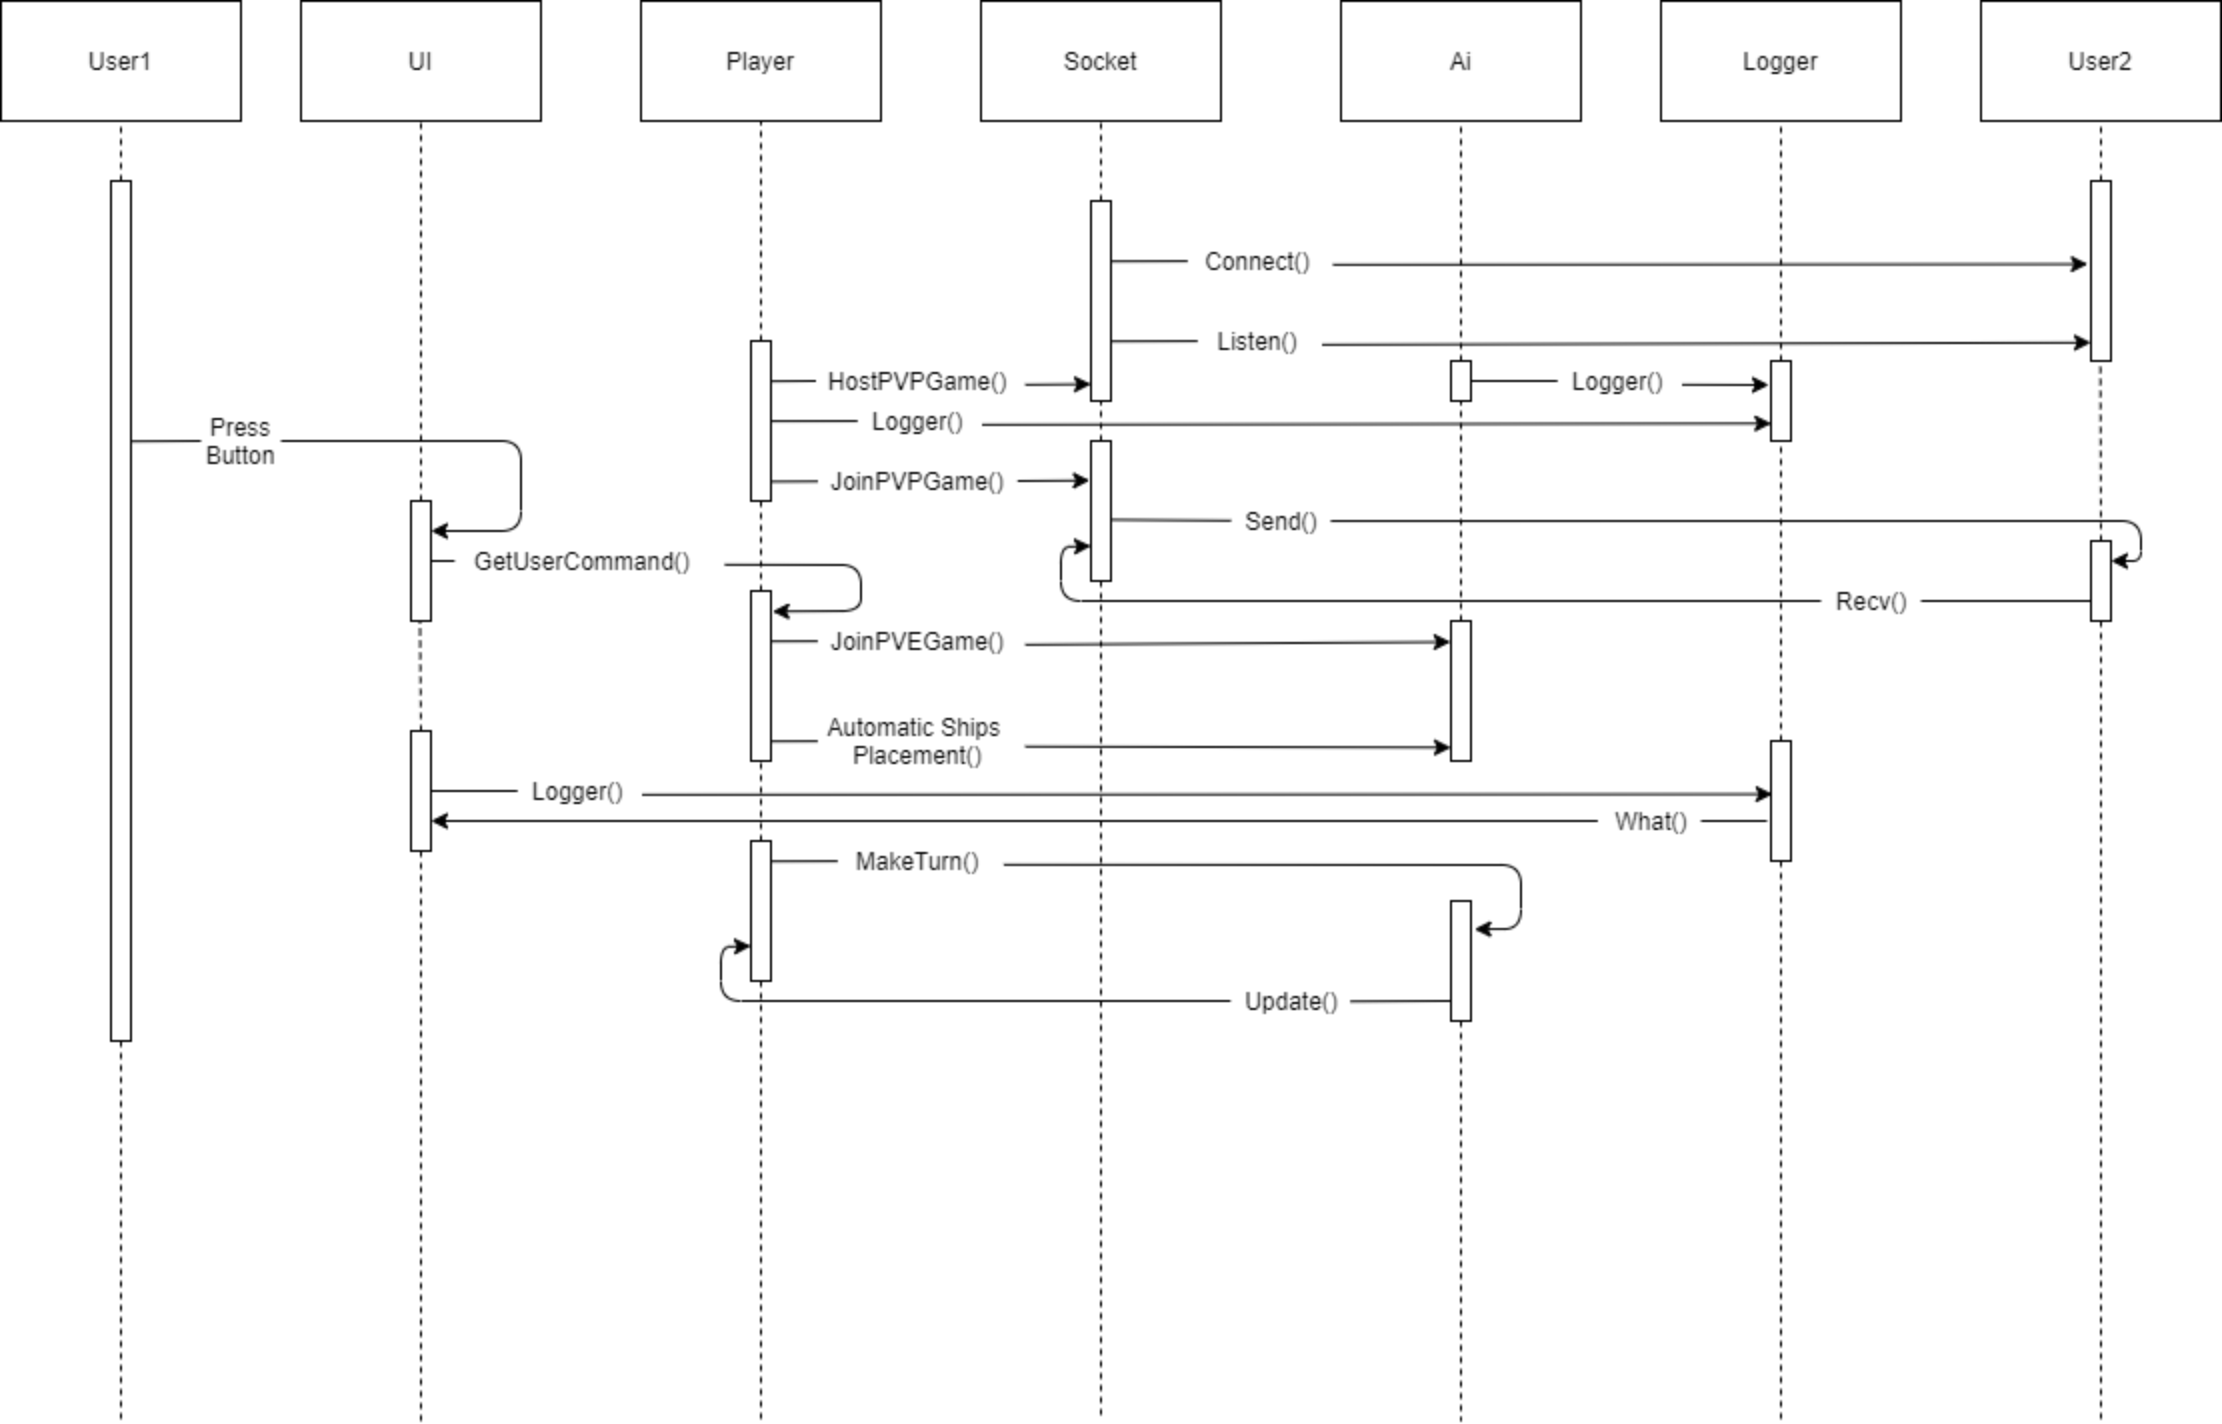 User1
UI
Player
Socket
Ai
Logger
User2
Connect()
Listen()
HostPVPGame()
Logger()
Logger()
Press
Button
JoinPVPGame()
Send()
GetUserCommand()
Recv()
JoinPVEGame()
Automatic Ships
Placement()
Logger()
What()
MakeTurn()
Update()